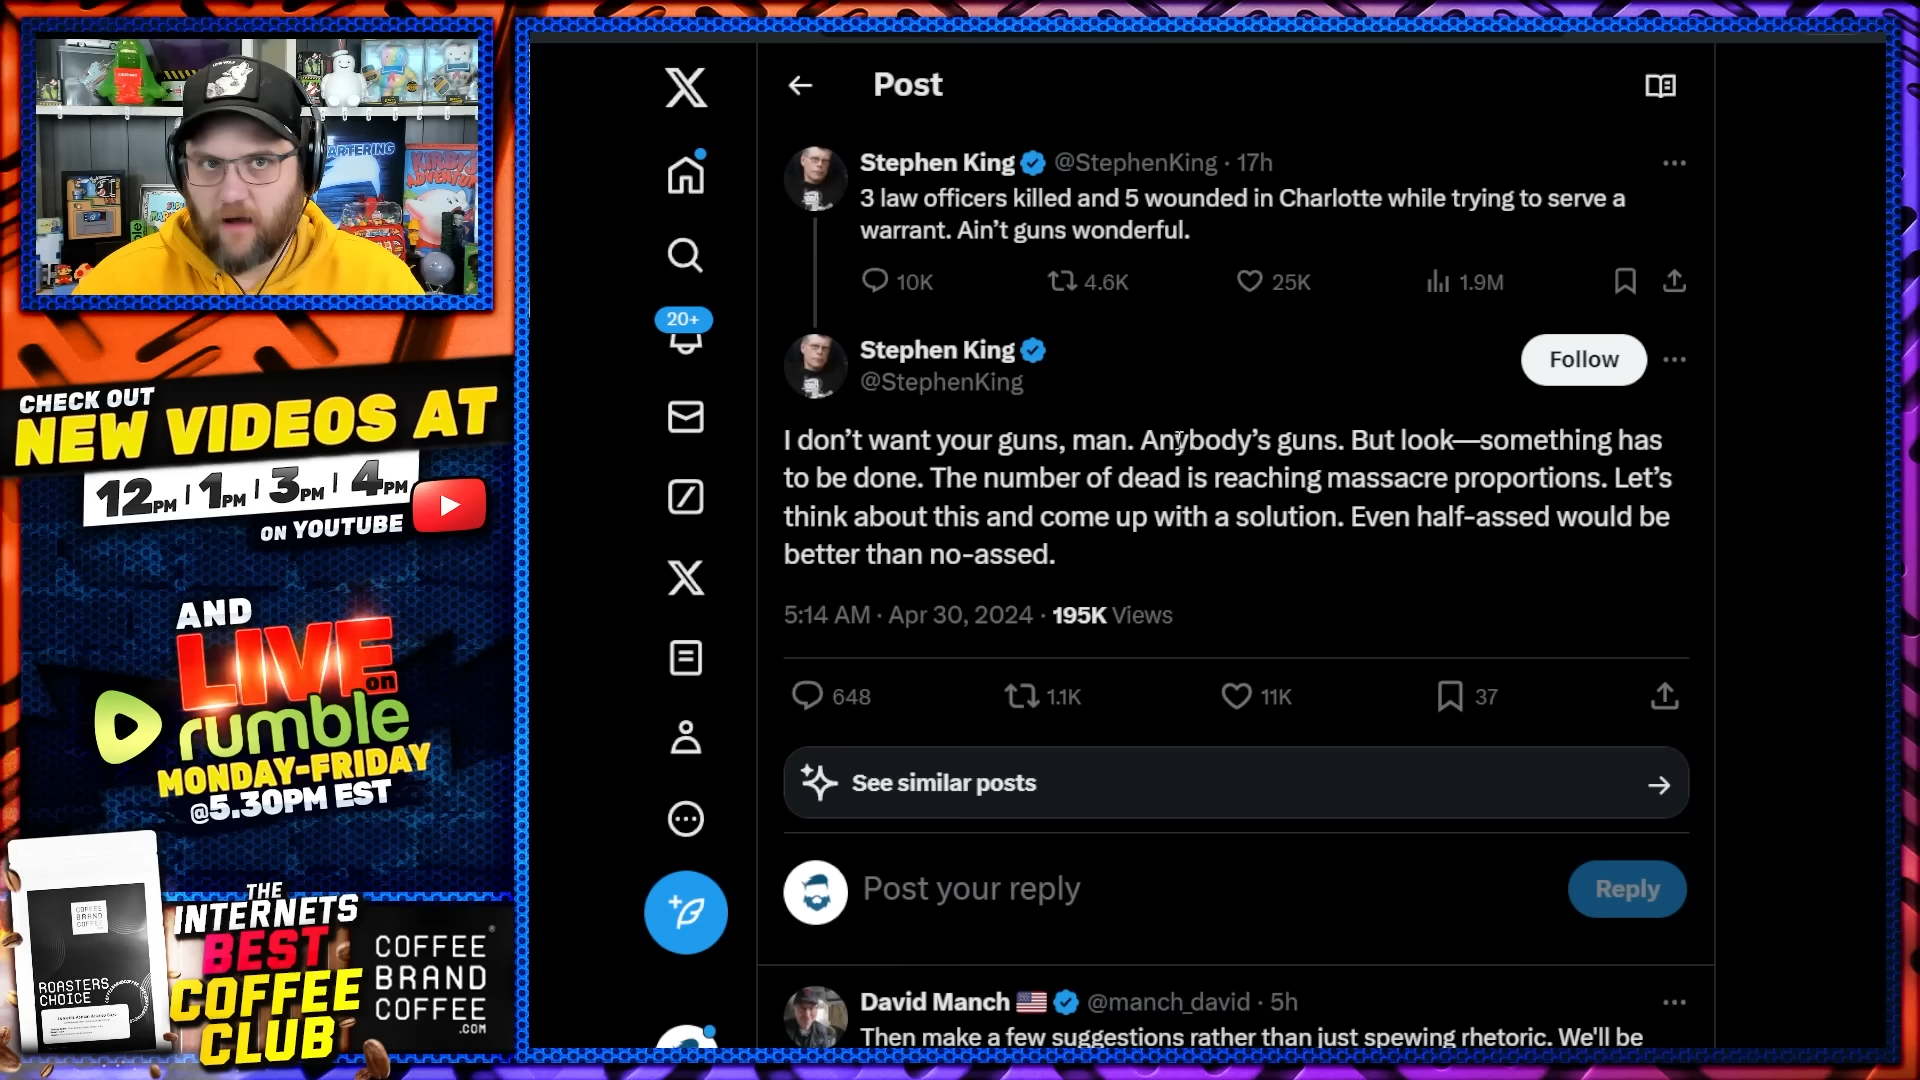 ARTERING
KIRBY'S
ADVENTURE
CHECK OUT
NEW VIDEOS AT
12PM | 1PM | 3PM | 4PM
ON YOUTUBE
AND
LIVE
on
rumble
MONDAY-FRIDAY
@5.30PM EST
THE
INTERNETS
BEST
COFFEE
CLUB
COFFEE
BRAND
COFFEE
ROASTERS
CHOICE
COFFEE
BRAND
COFFEE
.COM
20+
Post
Stephen King @StephenKing · 17h
3 law officers killed and 5 wounded in Charlotte while trying to serve a
warrant. Ain’t guns wonderful.
10K 4.6K 25K 1.9M
Stephen King
@StephenKing
Follow
I don’t want your guns, man. Anybody’s guns. But look—something has
to be done. The number of dead is reaching massacre proportions. Let’s
think about this and come up with a solution. Even half-assed would be
better than no-assed.
5:14 AM · Apr 30, 2024 · 195K Views
648 1.1K 11K 37
See similar posts
Post your reply
Reply
David Manch @manch_david · 5h
Then make a few suggestions rather than just spewing rhetoric. We'll be